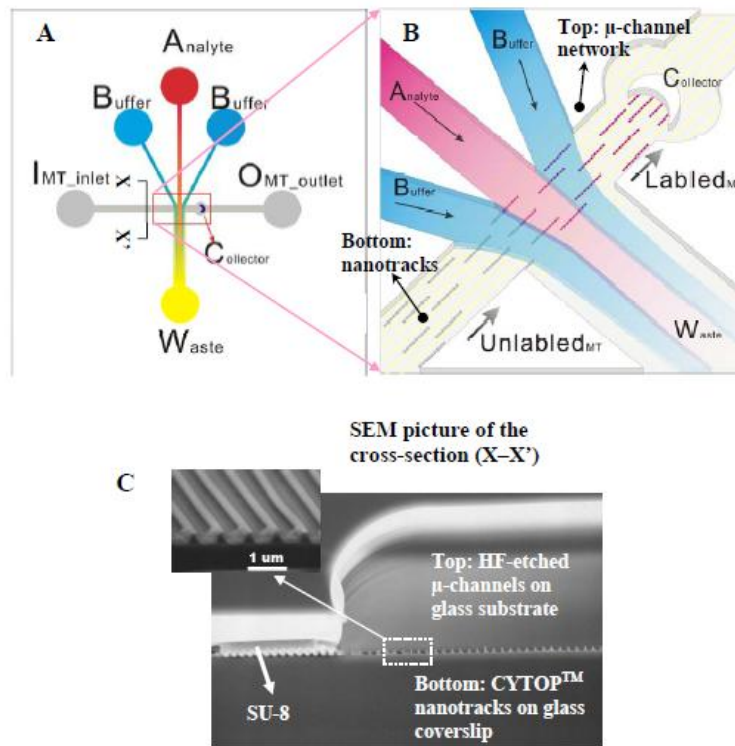 A
Analyte
Buffer
Buffer
IMT_inlet
X
X'
OMT_outlet
Collector
Waste
B
Top: µ-channel
network
Buffer
Analyte
Collector
Buffer
LabledM
Bottom:
nanotracks
UnlabledMT
Waste
SEM picture of the
cross-section (X–X’)
C
1 um
Top: HF-etched
µ-channels on
glass substrate
SU-8
Bottom: CYTOP™
nanotracks on glass
coverslip